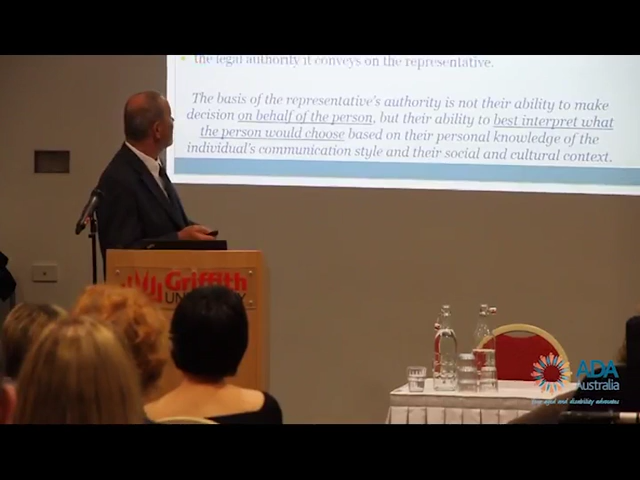 the legal authority it conveys on the representative.
The basis of the representative's authority is not their ability to make
decision on behalf of the person, but their ability to best interpret what
the person would choose based on their personal knowledge of the
individual's communication style and their social and cultural context.
Griffith
ADA
Australia